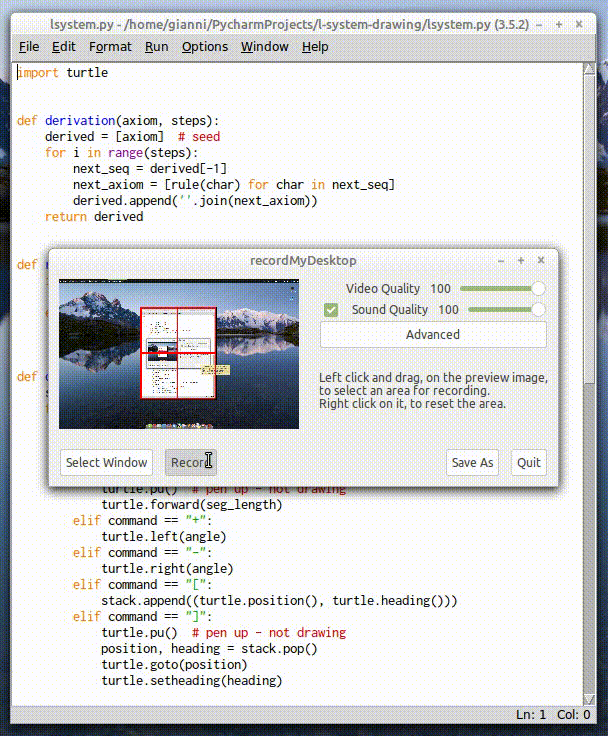 lsystem.py - /home/gianni/PycharmProjects/l-system-drawing/lsystem.py (3.5.2)
File Edit Format Run Options Window Help
import turtle
def derivation(axiom, steps):
derived = [axiom]  # seed
for i in range(steps):
next_seq = derived[-1]
next_axiom = [rule(char) for char in next_seq]
derived.append(''.join(next_axiom))
return derived
def
recordMyDesktop
Video Quality 100
Sound Quality 100
Advanced
def
Left click and drag, on the preview image,
to select an area for recording.
Right click on it, to reset the area.
Select Window
Record
Save As
Quit
turtle.pu()  # pen up - not drawing
turtle.forward(seg_length)
elif command == "+":
turtle.left(angle)
elif command == "-":
turtle.right(angle)
elif command == "[":
stack.append((turtle.position(), turtle.heading()))
elif command == "]":
turtle.pu()  # pen up - not drawing
position, heading = stack.pop()
turtle.goto(position)
turtle.setheading(heading)
Ln: 1 Col: 0